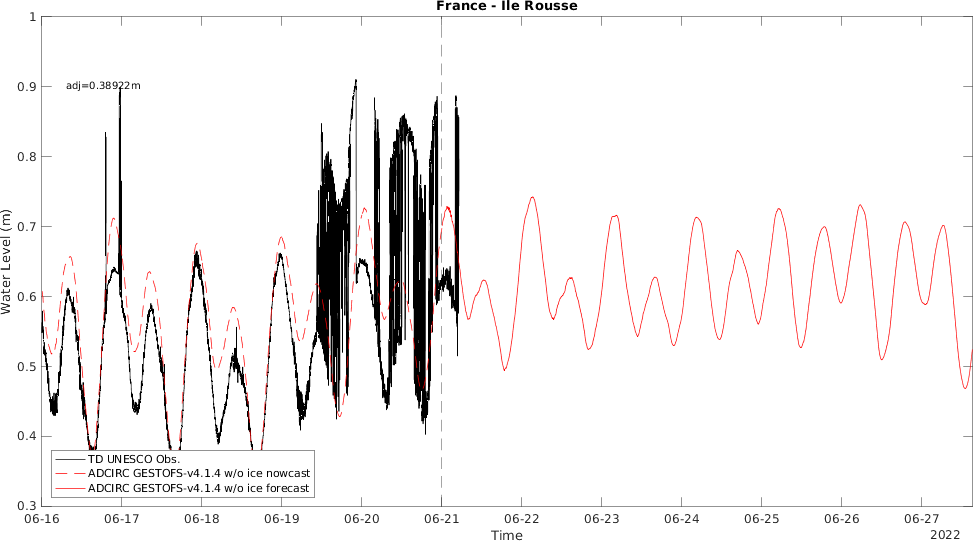 France - Ile Rousse
1
0.9
0.8
0.7
0.6
0.5
0.4
0.3
Water Level (m)
adj=0.38922m
TD UNESCO Obs.
ADCIRC GESTOFS-v4.1.4 w/o ice nowcast
ADCIRC GESTOFS-v4.1.4 w/o ice forecast
06-16 06-17 06-18 06-19 06-20 06-21 06-22 06-23 06-24 06-25 06-26 06-27
Time
2022